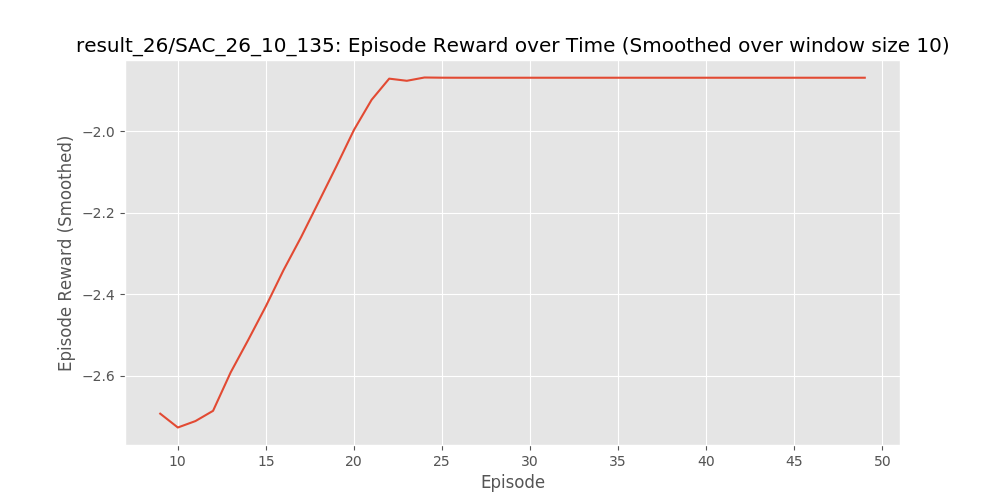 result_26/SAC_26_10_135: Episode Reward over Time (Smoothed over window size 10)
Episode Reward (Smoothed)
−2.0
−2.2
−2.4
−2.6
10 15 20 25 30 35 40 45 50
Episode